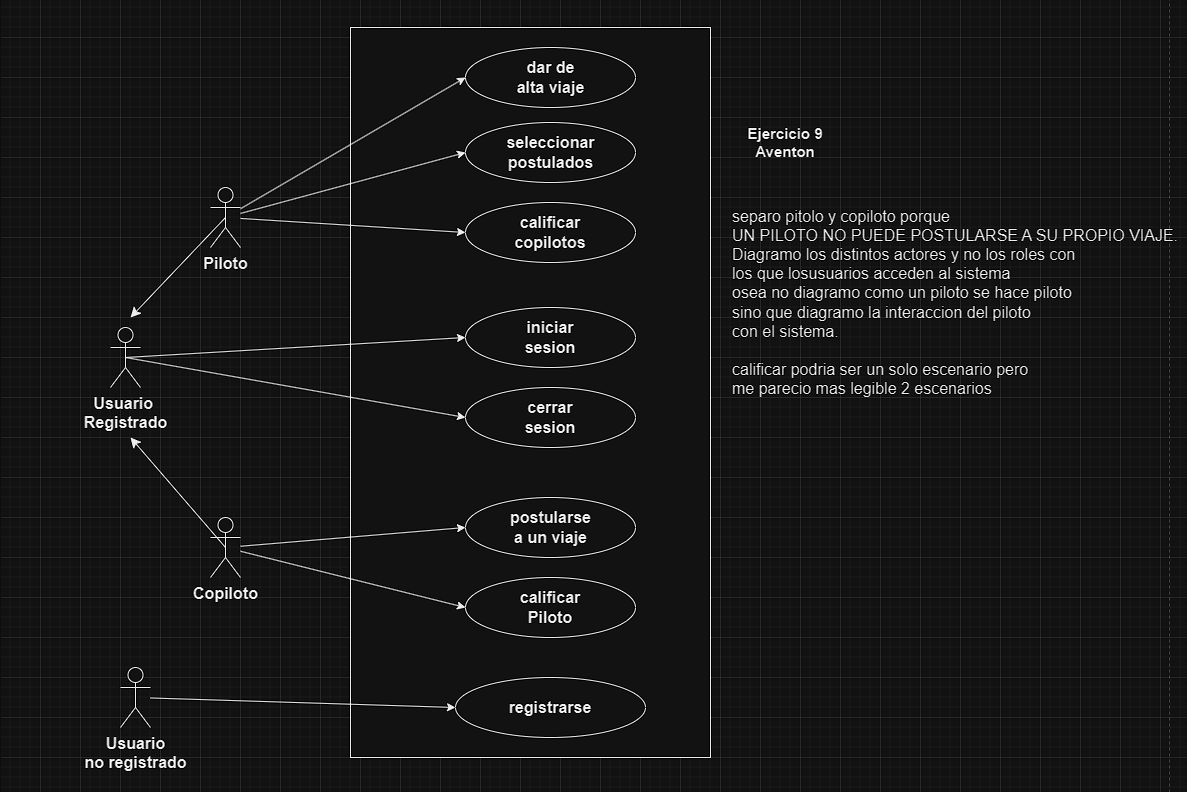 dar de
alta viaje
seleccionar
postulados
calificar
copilotos
Piloto
iniciar
sesion
cerrar
sesion
Usuario
Registrado
postularse
a un viaje
calificar
Piloto
Copiloto
registrarse
Usuario
no registrado
Ejercicio 9
Aventon
separo pitolo y copiloto porque
UN PILOTO NO PUEDE POSTULARSE A SU PROPIO VIAJE.
Diagramo los distintos actores y no los roles con
los que losusuarios acceden al sistema
osea no diagramo como un piloto se hace piloto
sino que diagramo la interaccion del piloto
con el sistema.
calificar podria ser un solo escenario pero
me parecio mas legible 2 escenarios